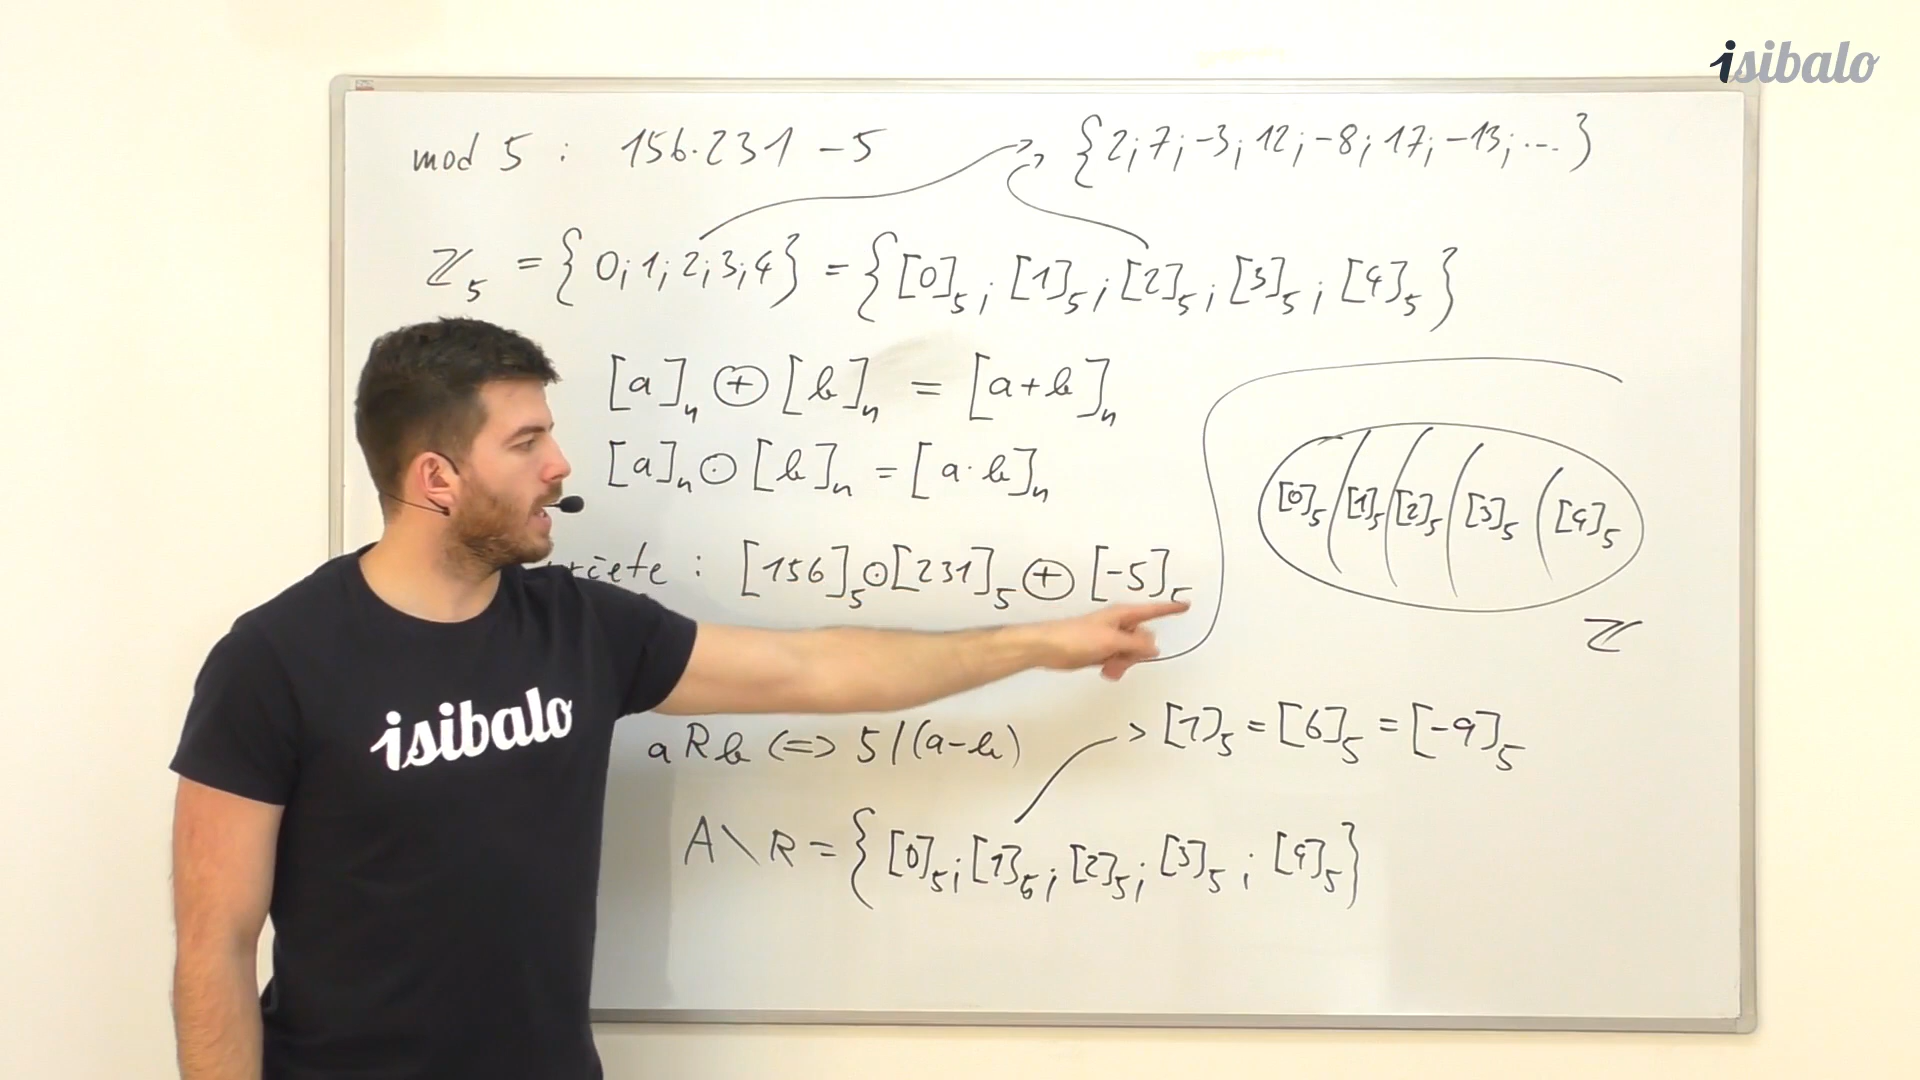 isibalo
mod 5 : 156·231 – 5
{2; 7; -3; 12; -8; 17; -13; ...}
ℤ₅ = {0; 1; 2; 3; 4} = {[0]₅; [1]₅; [2]₅; [3]₅; [4]₅}
[a]ₙ ⊕ [b]ₙ = [a+b]ₙ
[a]ₙ ⊙ [b]ₙ = [a·b]ₙ
[0]₅ [1]₅ [2]₅ [3]₅ [4]₅
ℤ
: [156]₅ ⊙ [231]₅ ⊕ [-5]₅
isibalo
a R b <=> 5 | (a-b)
[1]₅ = [6]₅ = [-9]₅
A \ R = {[0]₅; [1]₅; [2]₅; [3]₅; [4]₅}